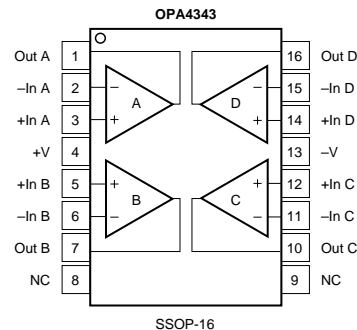 OPA4343
Out A 1 16 Out D
–In A 2 – – 15 –In D
A D
+In A 3 + + 14 +In D
+V 4 13 –V
+In B 5 + + 12 +In C
B C
–In B 6 – – 11 –In C
Out B 7 10 Out C
NC 8 9 NC
SSOP-16